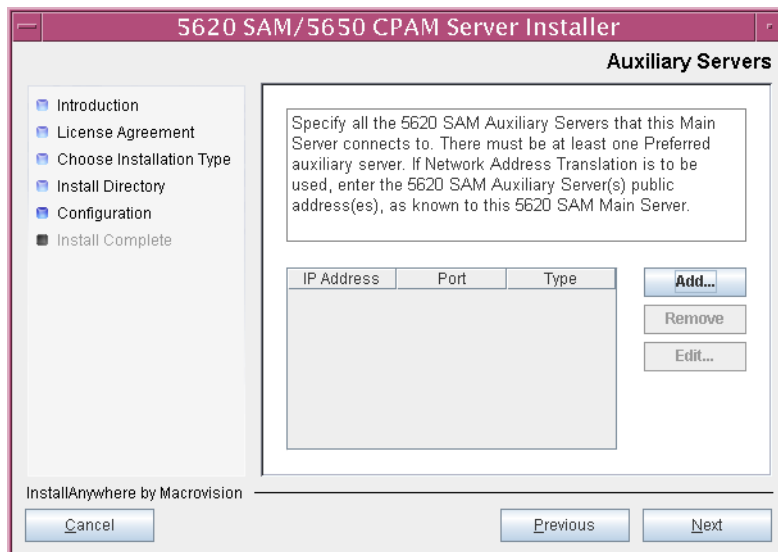 5620 SAM/5650 CPAM Server Installer
Auxiliary Servers
Introduction
License Agreement
Choose Installation Type
Install Directory
Configuration
Install Complete
Specify all the 5620 SAM Auxiliary Servers that this Main
Server connects to. There must be at least one Preferred
auxiliary server. If Network Address Translation is to be
used, enter the 5620 SAM Auxiliary Server(s) public
address(es), as known to this 5620 SAM Main Server.
IP Address Port Type
Add...
Remove
Edit...
InstallAnywhere by Macrovision
Cancel Previous Next